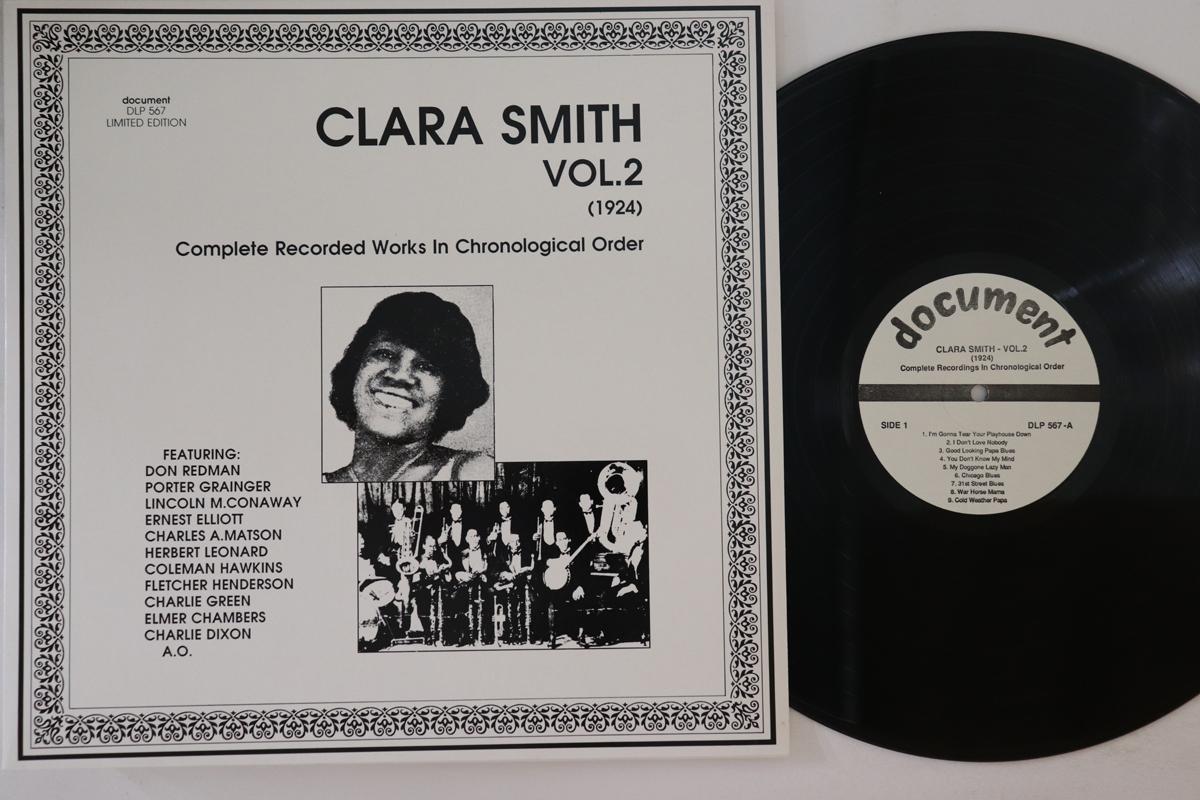 document
DLP 567
LIMITED EDITION
CLARA SMITH
VOL.2
(1924)
Complete Recorded Works In Chronological Order
FEATURING:
DON REDMAN
PORTER GRAINGER
LINCOLN M.CONAWAY
ERNEST ELLIOTT
CHARLES A.MATSON
HERBERT LEONARD
COLEMAN HAWKINS
FLETCHER HENDERSON
CHARLIE GREEN
ELMER CHAMBERS
CHARLIE DIXON
A.O.
document
CLARA SMITH - VOL.2
(1924)
Complete Recordings In Chronological Order
SIDE 1
DLP 567-A
1. I'm Gonna Tear Your Playhouse Down
2. I Don't Love Nobody
3. Good Looking Papa Blues
4. You Don't Know My Mind
5. My Doggone Lazy Man
6. Chicago Blues
7. 31st Street Blues
8. War Horse Mama
9. Cold Weather Papa